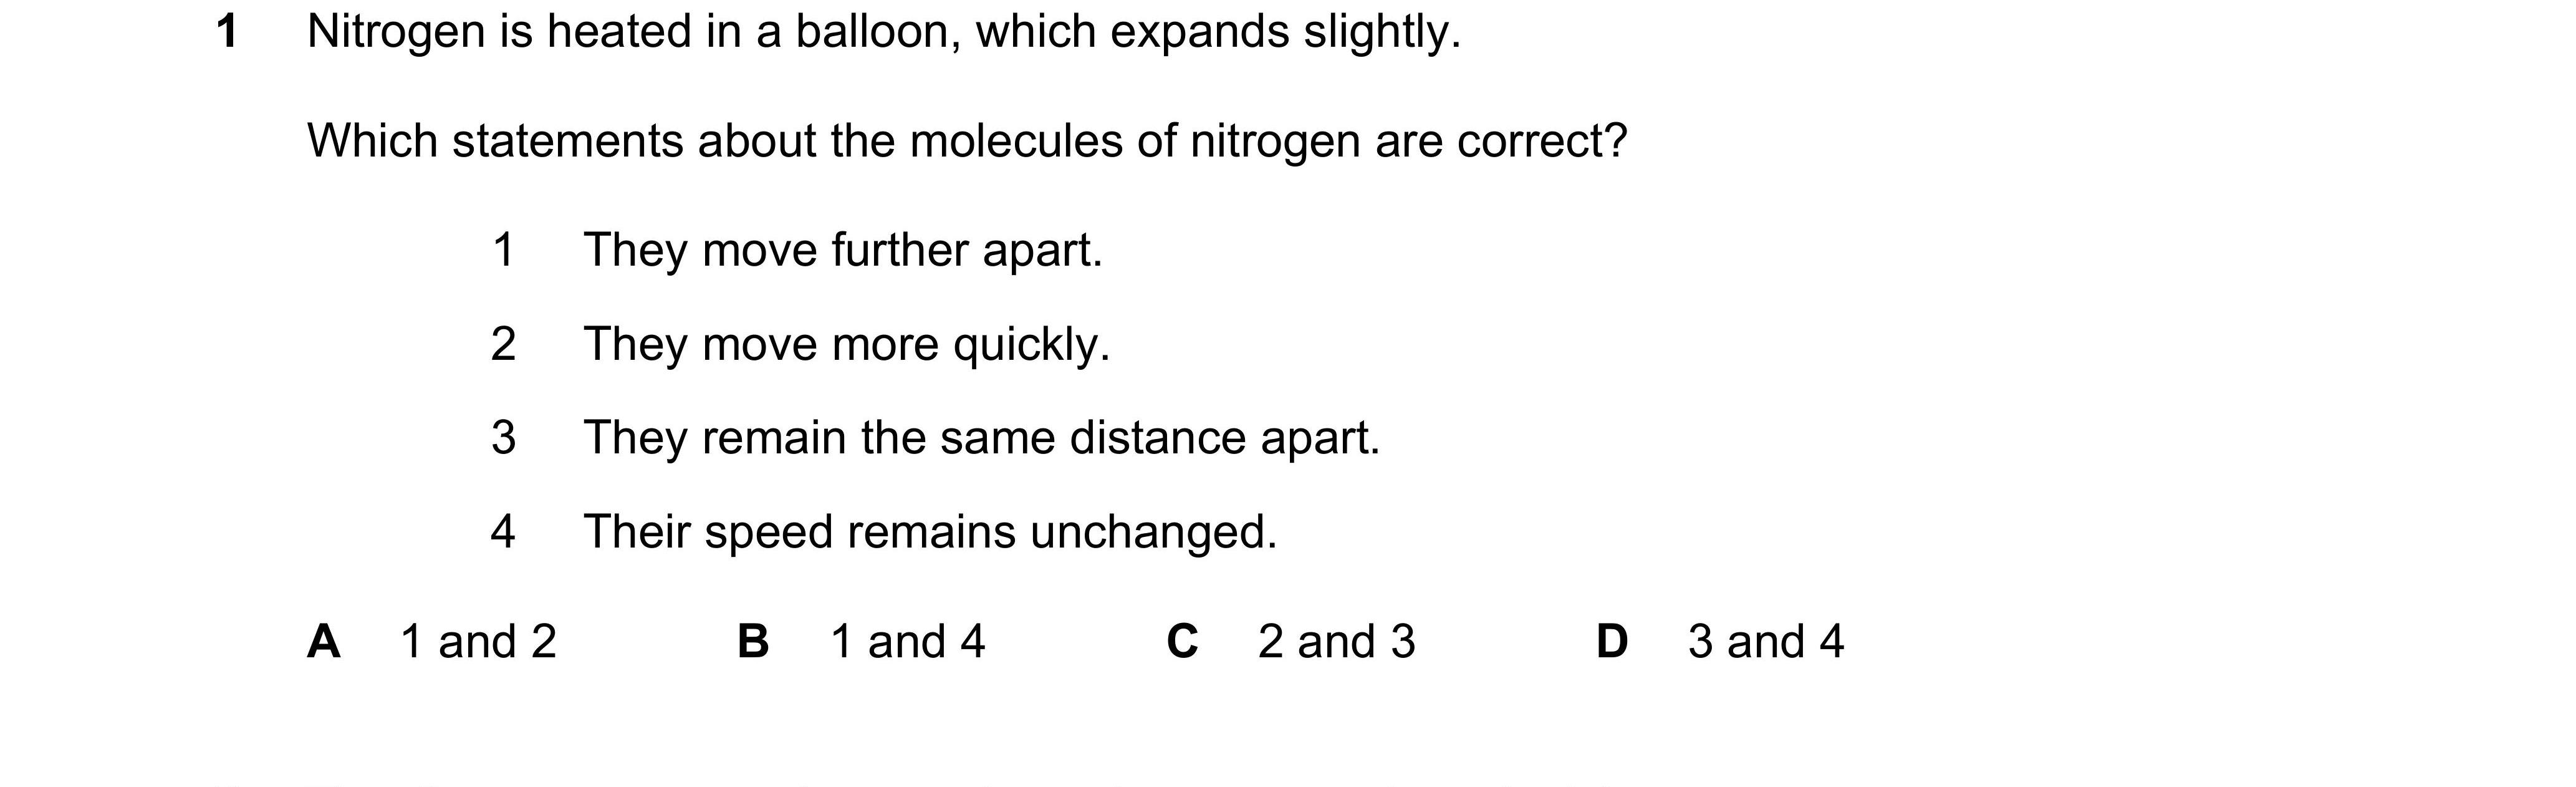 1 Nitrogen is heated in a balloon, which expands slightly.
Which statements about the molecules of nitrogen are correct?
1 They move further apart.
2 They move more quickly.
3 They remain the same distance apart.
4 Their speed remains unchanged.
A 1 and 2 B 1 and 4 C 2 and 3 D 3 and 4